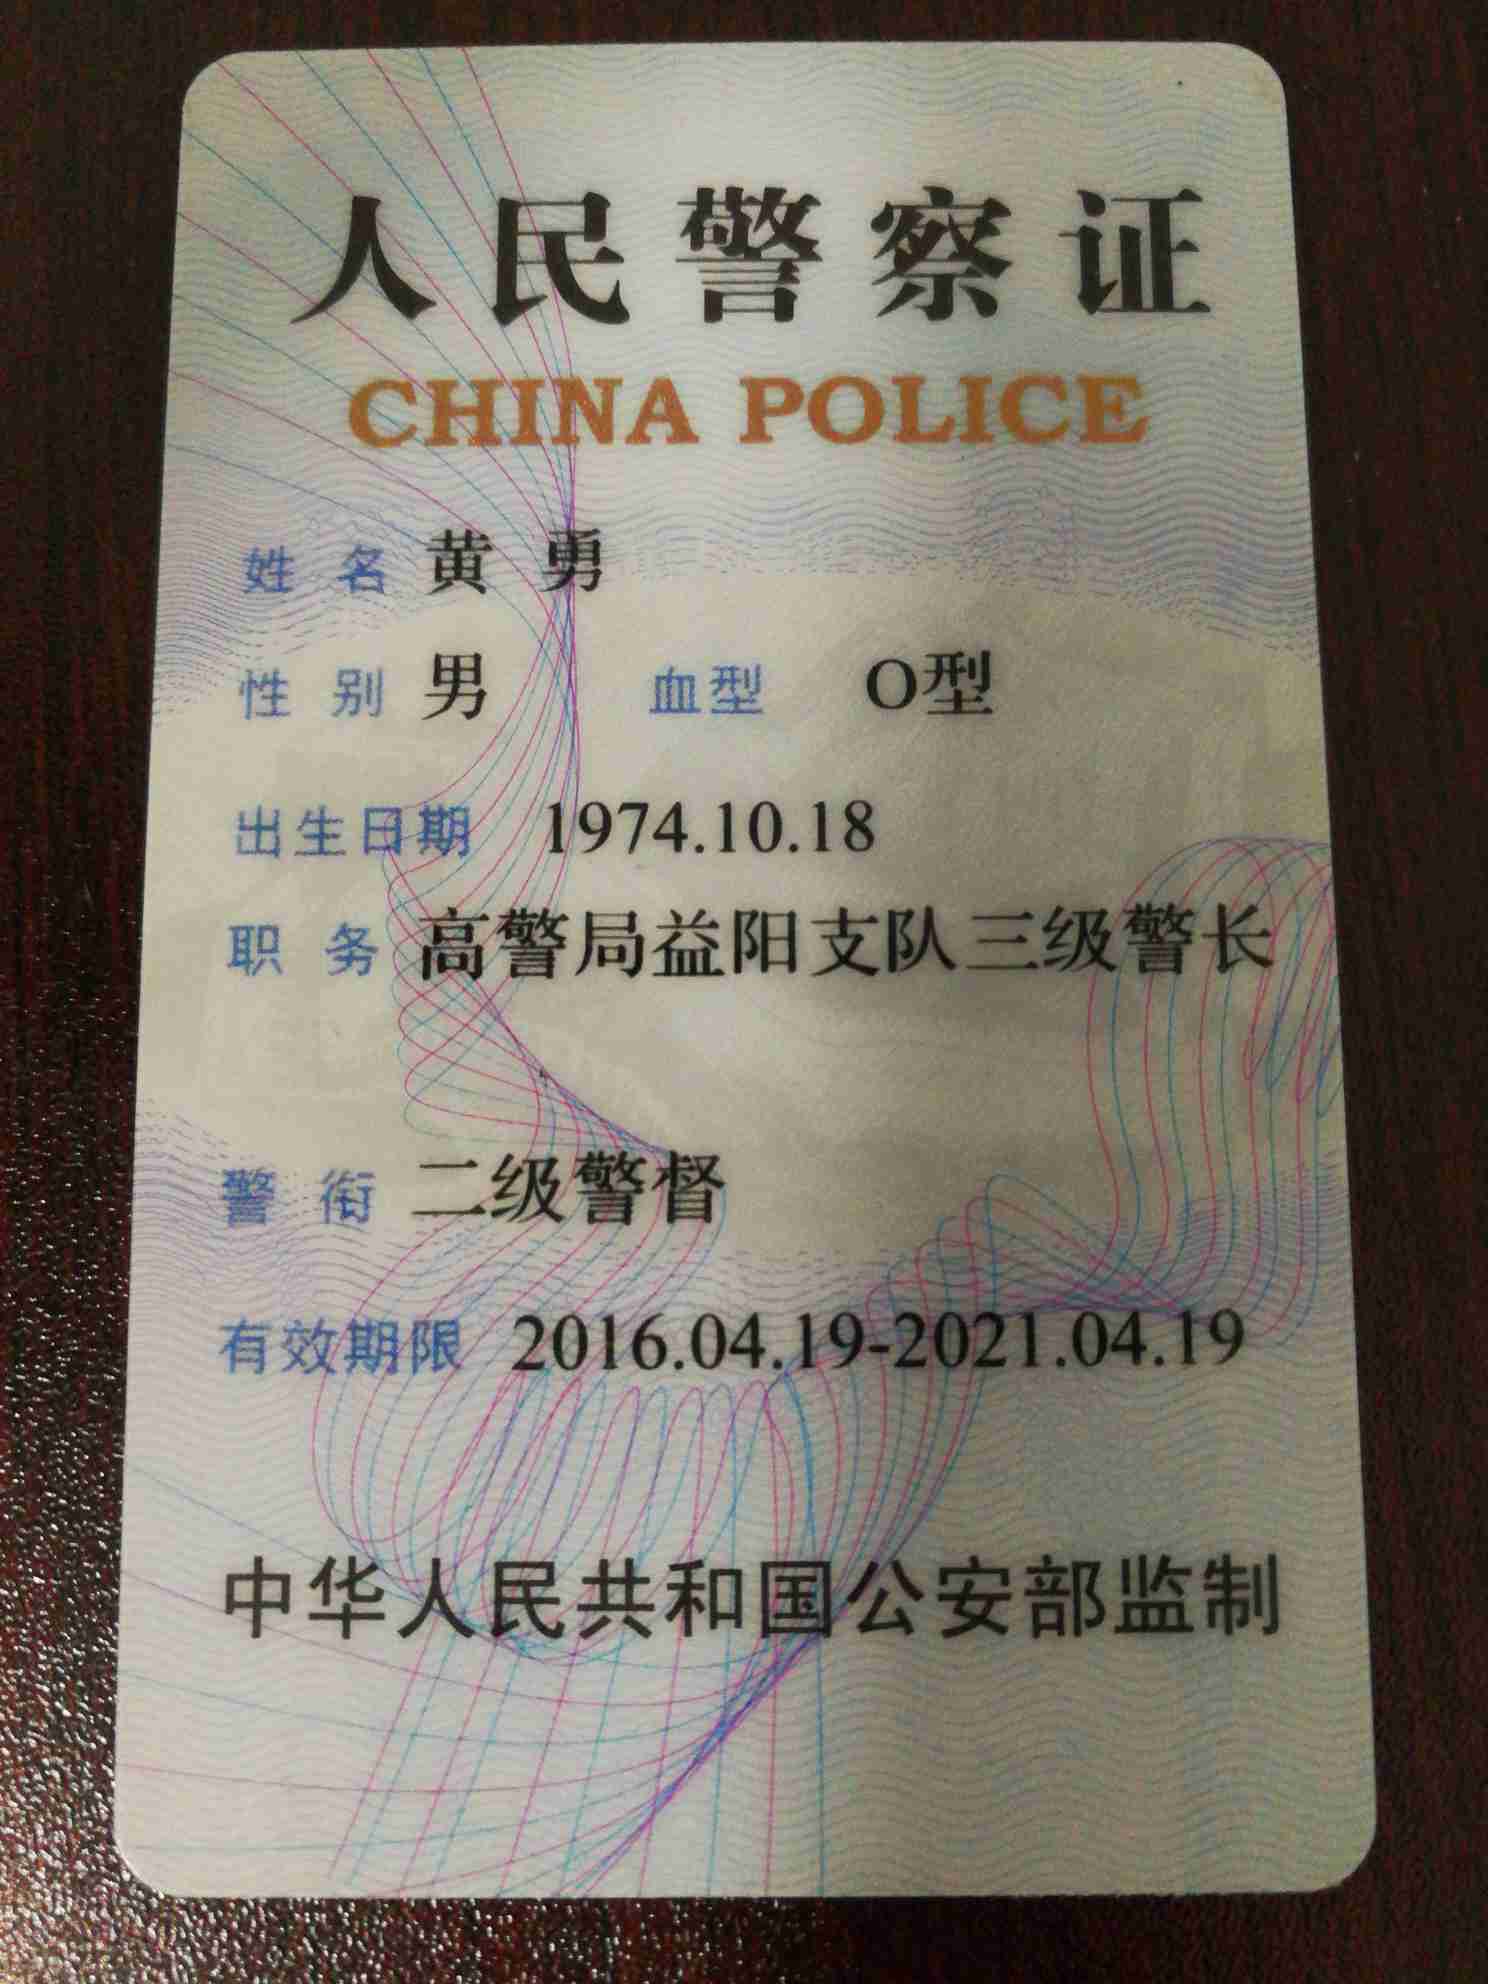 人民警察证
CHINA POLICE
姓 名 黄 勇
性 别 男 血型 O型
出生日期 1974.10.18
职 务 高警局益阳支队三级警长
警 衔 二级警督
有效期限 2016.04.19-2021.04.19
中华人民共和国公安部监制